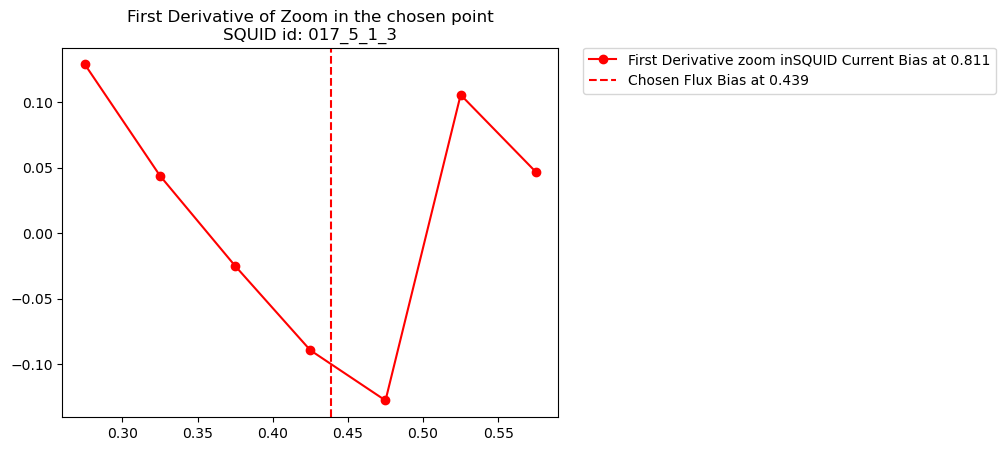 First Derivative of Zoom in the chosen point
SQUID id: 017_5_1_3
First Derivative zoom inSQUID Current Bias at 0.811
Chosen Flux Bias at 0.439
0.10
0.05
0.00
−0.05
−0.10
0.30 0.35 0.40 0.45 0.50 0.55